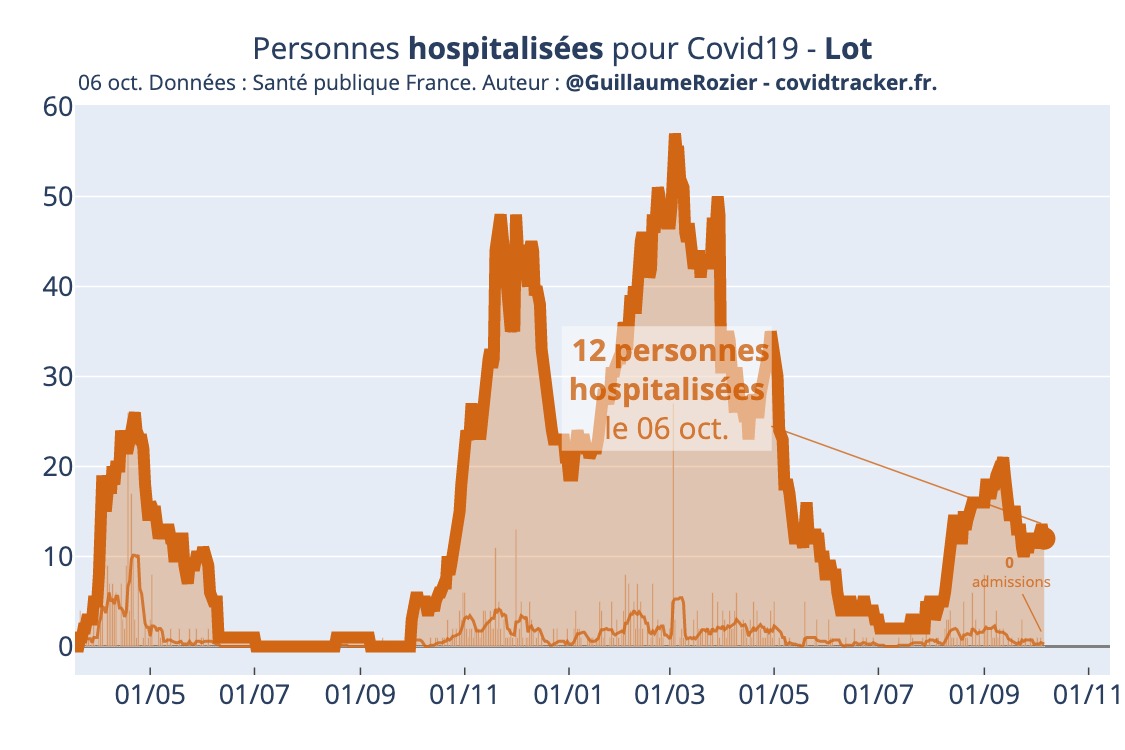 Personnes hospitalisées pour Covid19 - Lot
06 oct. Données : Santé publique France. Auteur : @GuillaumeRozier - covidtracker.fr.
60
50
40
30
20
10
0
12 personnes
hospitalisées
le 06 oct.
0
admissions
01/05 01/07 01/09 01/11 01/01 01/03 01/05 01/07 01/09 01/11